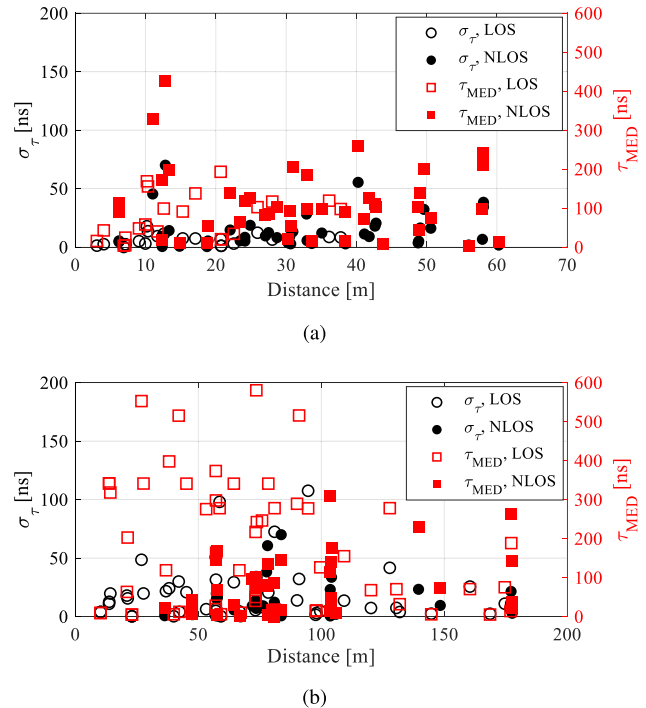 200
150
100
50
0
σ_τ [ns]
600
500
400
300
200
100
0
τ_MED [ns]
σ_τ, LOS
σ_τ, NLOS
τ_MED, LOS
τ_MED, NLOS
0 10 20 30 40 50 60 70
Distance [m]
(a)
200
150
100
50
0
σ_τ [ns]
600
500
400
300
200
100
0
τ_MED [ns]
σ_τ, LOS
σ_τ, NLOS
τ_MED, LOS
τ_MED, NLOS
0 50 100 150 200
Distance [m]
(b)